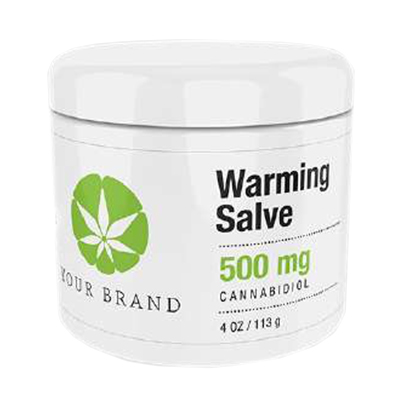 YOUR BRAND
Warming
Salve
500 mg
CANNABIDIOL
4 OZ / 113 g